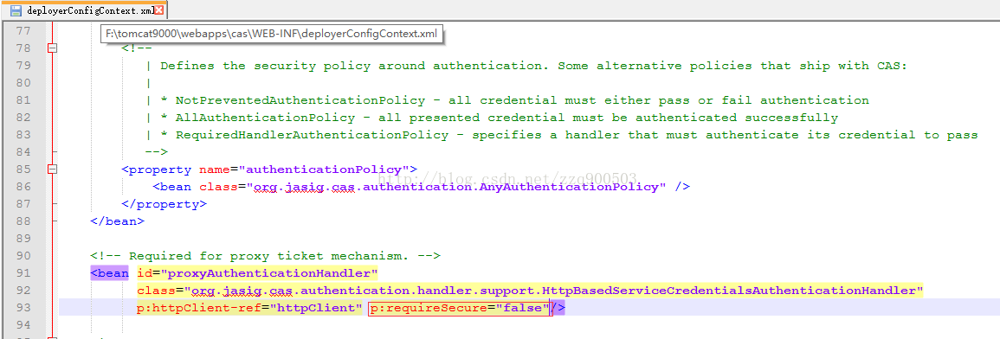 deployerConfigContext.xml
77
F:\tomcat9000\webapps\cas\WEB-INF\deployerConfigContext.xml
78 <!--
79 | Defines the security policy around authentication. Some alternative policies that ship with CAS:
80 |
81 | * NotPreventedAuthenticationPolicy - all credential must either pass or fail authentication
82 | * AllAuthenticationPolicy - all presented credential must be authenticated successfully
83 | * RequiredHandlerAuthenticationPolicy - specifies a handler that must authenticate its credential to pass
84 -->
85 <property name="authenticationPolicy">
http://blog.csdn.net/zzq900503
86 <bean class="org.jasig.cas.authentication.AnyAuthenticationPolicy" />
87 </property>
88 </bean>
89
90 <!-- Required for proxy ticket mechanism. -->
91 <bean id="proxyAuthenticationHandler"
92 class="org.jasig.cas.authentication.handler.support.HttpBasedServiceCredentialsAuthenticationHandler"
93 p:httpClient-ref="httpClient" p:requireSecure="false"/>
94